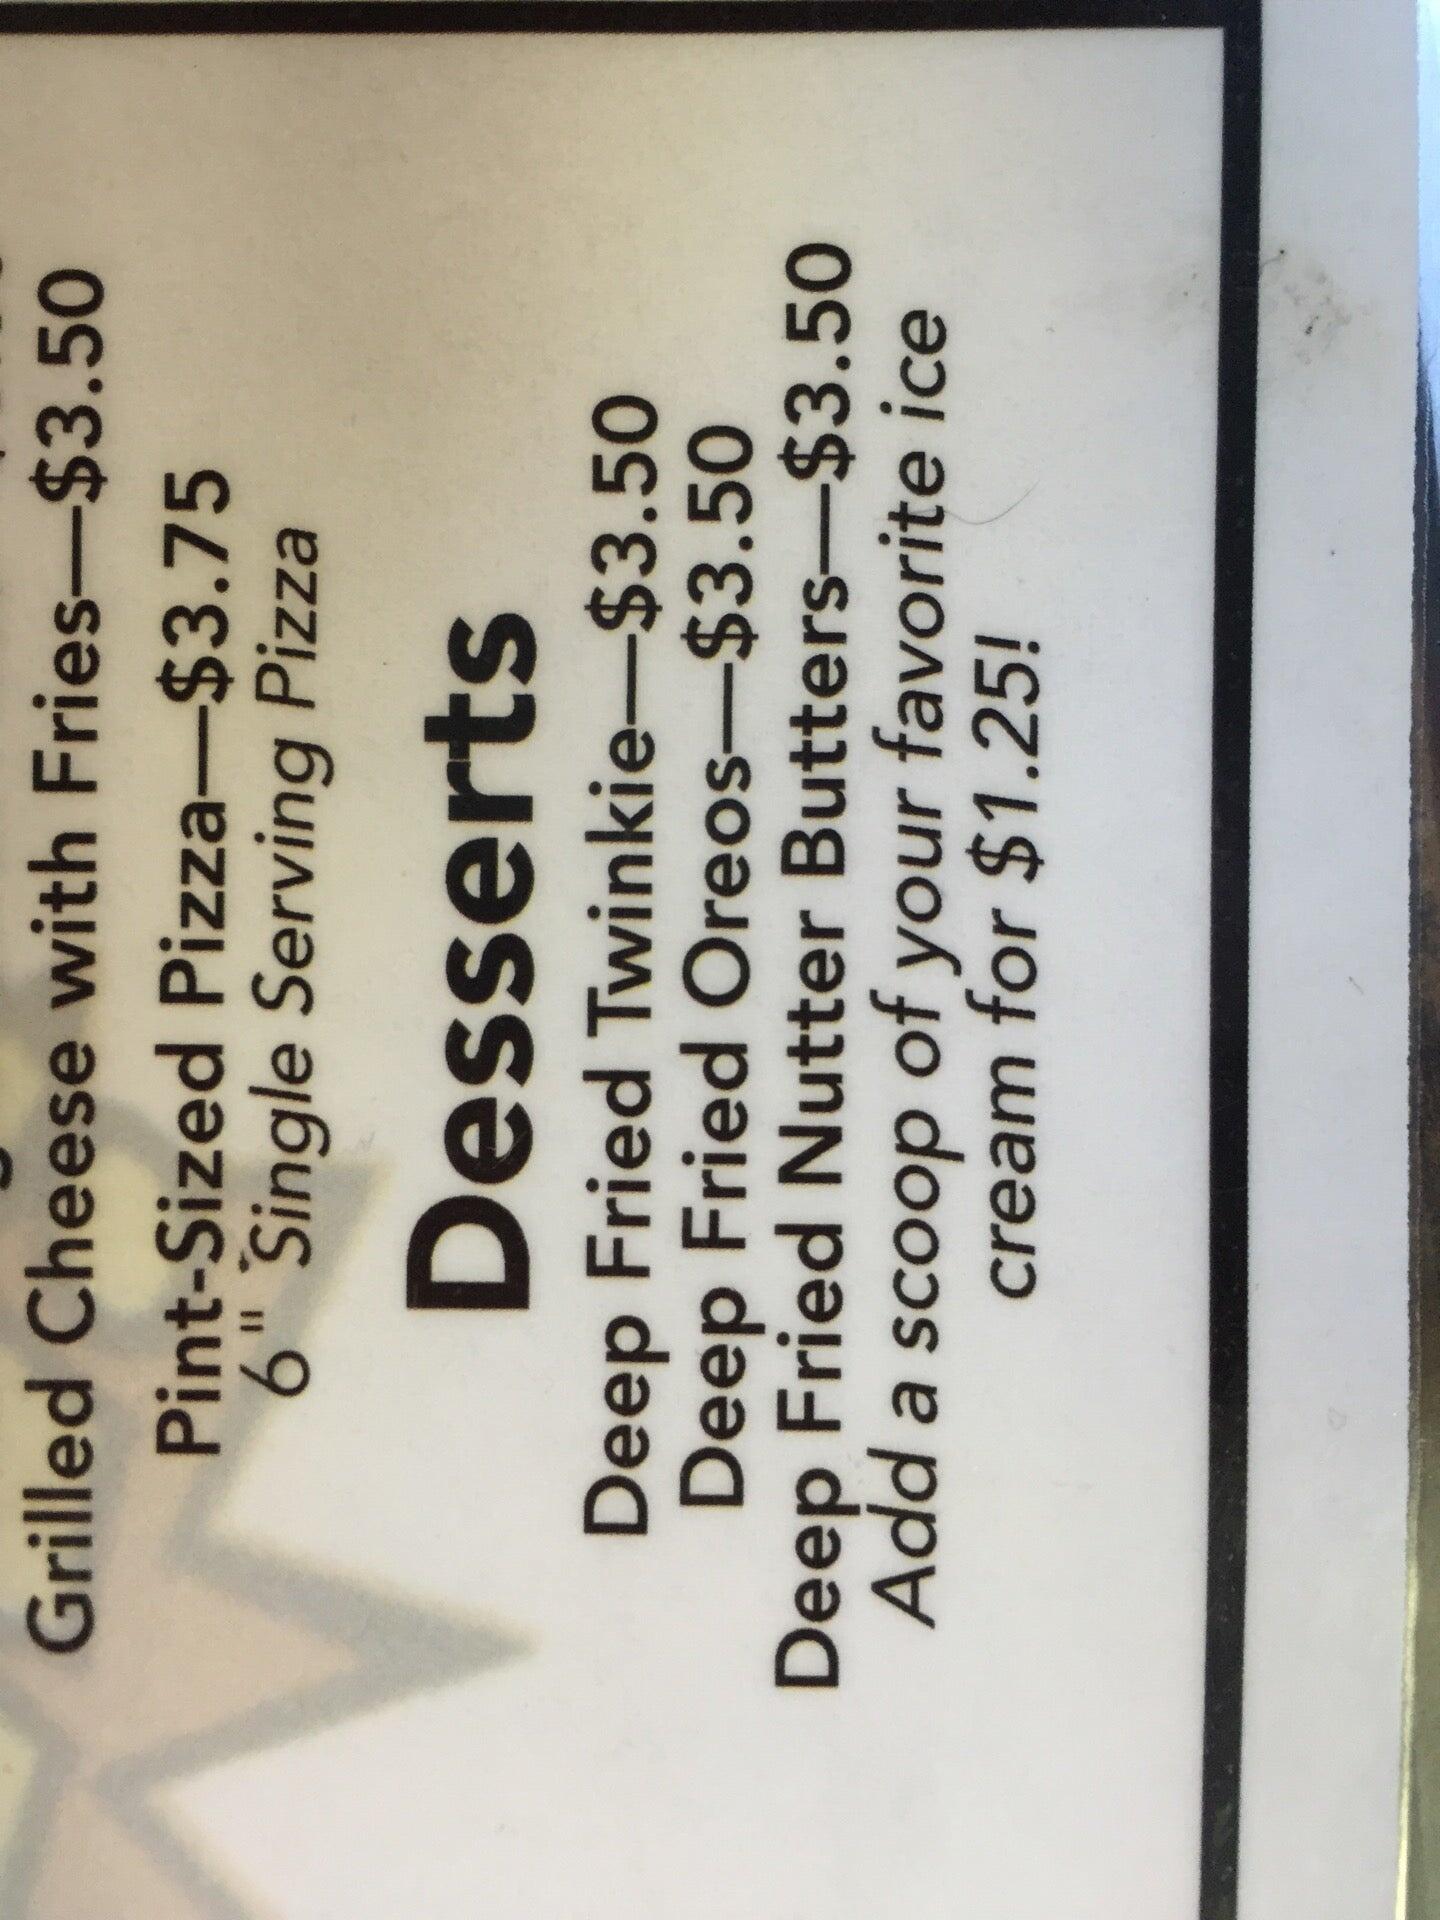 Grilled Cheese with Fries—$3.50
Pint-Sized Pizza—$3.75
6" Single Serving Pizza
Desserts
Deep Fried Twinkie—$3.50
Deep Fried Oreos—$3.50
Deep Fried Nutter Butters—$3.50
Add a scoop of your favorite ice
cream for $1.25!